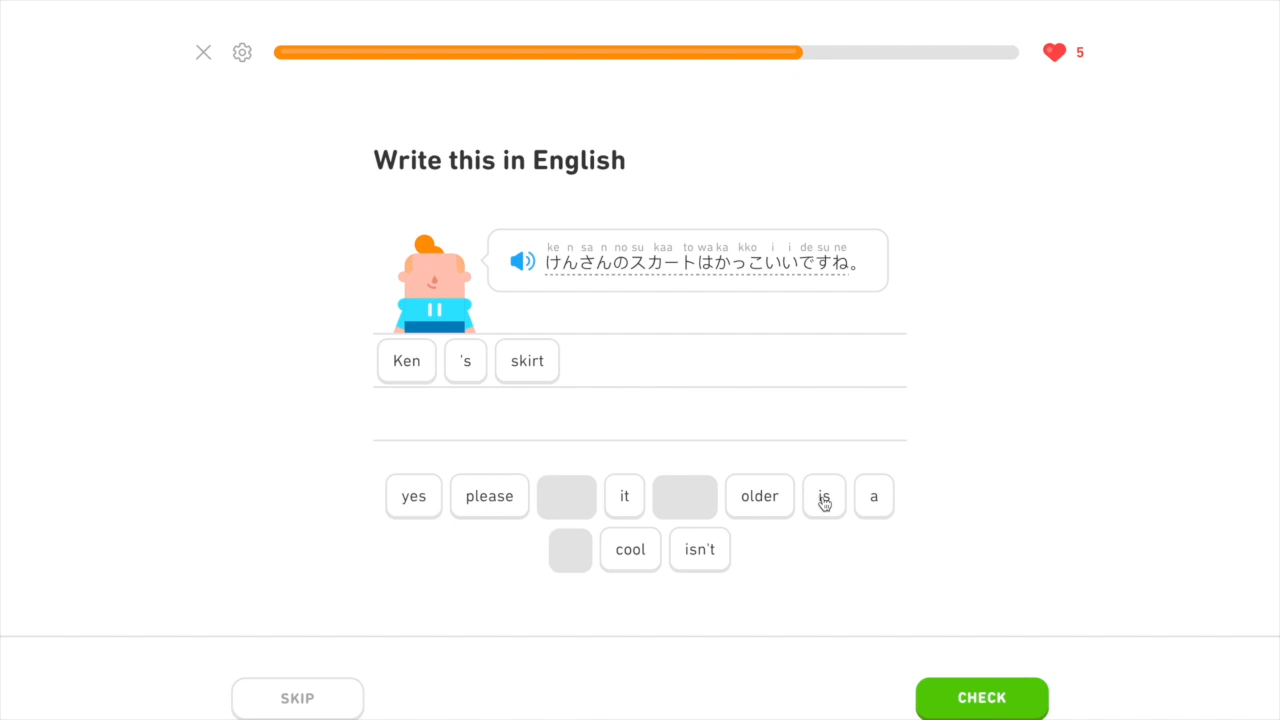 5
Write this in English
ke n sa n no su kaa to wa ka kko i i de su ne
けんさんのスカートはかっこいいですね。
Ken 's skirt
yes please it older is a
cool isn't
SKIP CHECK